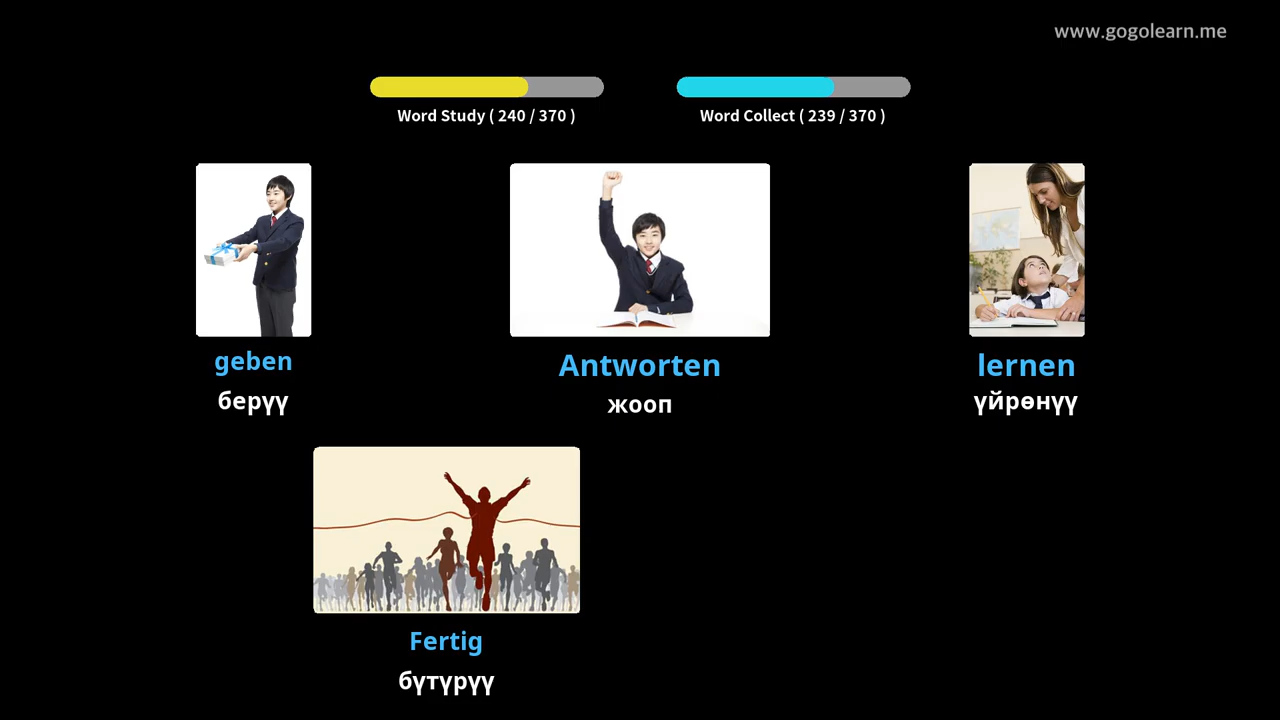 www.gogolearn.me
Word Study ( 240 / 370 )
Word Collect ( 239 / 370 )
geben
берүү
Antworten
жооп
lernen
үйрөнүү
Fertig
бүтүрүү